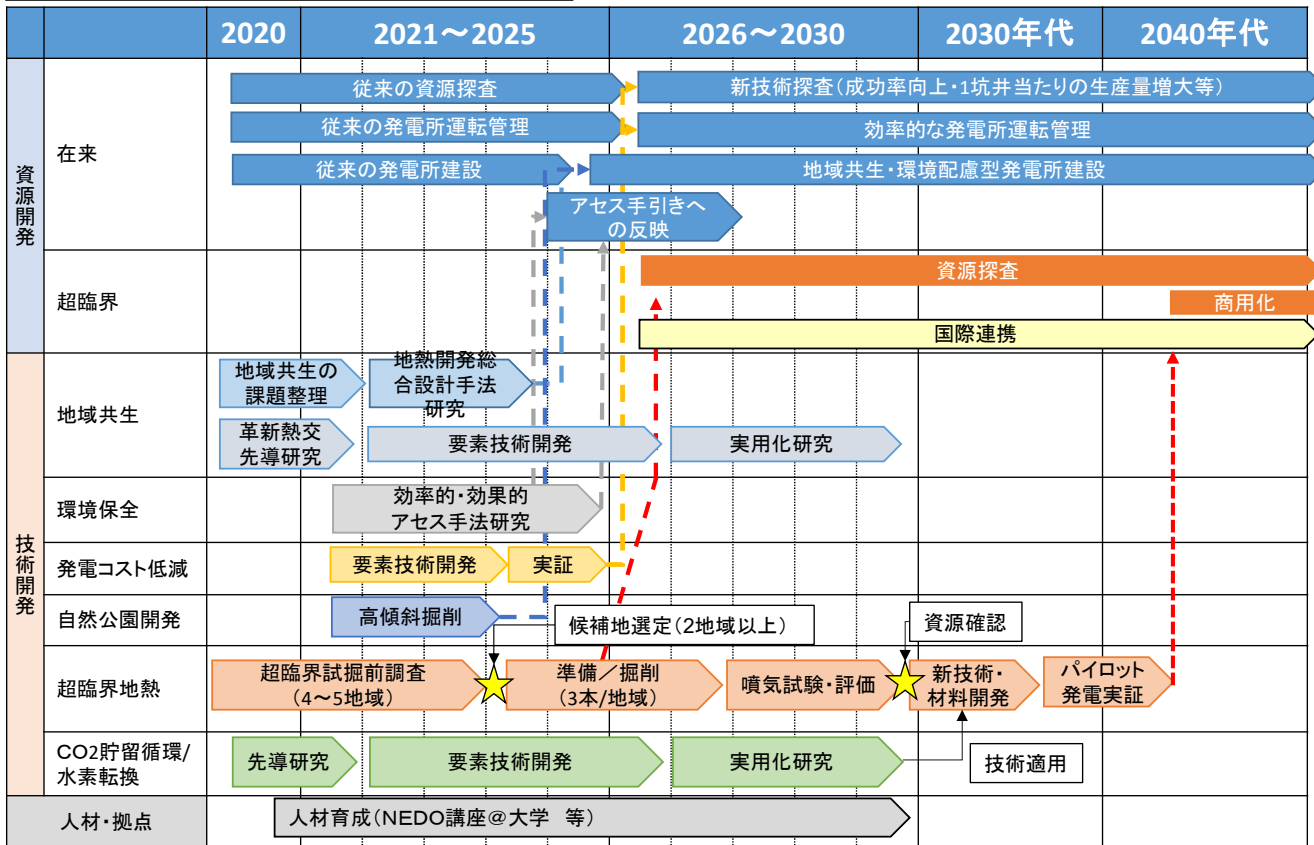 2020
2021～2025
2026～2030
2030年代
2040年代
資源開発
在来
従来の資源探査
新技術探査(成功率向上・1坑井当たりの生産量増大等)
従来の発電所運転管理
効率的な発電所運転管理
従来の発電所建設
地域共生・環境配慮型発電所建設
アセス手引きへ
の反映
超臨界
資源探査
商用化
国際連携
技術開発
地域共生
地域共生の
課題整理
地熱開発総
合設計手法
研究
革新熱交
先導研究
要素技術開発
実用化研究
環境保全
効率的・効果的
アセス手法研究
発電コスト低減
要素技術開発
実証
自然公園開発
高傾斜掘削
候補地選定(2地域以上)
資源確認
超臨界地熱
超臨界試掘前調査
(4～5地域)
準備／掘削
(3本/地域)
噴気試験・評価
新技術・
材料開発
パイロット
発電実証
CO2貯留循環/
水素転換
先導研究
要素技術開発
実用化研究
技術適用
人材・拠点
人材育成(NEDO講座＠大学 等)